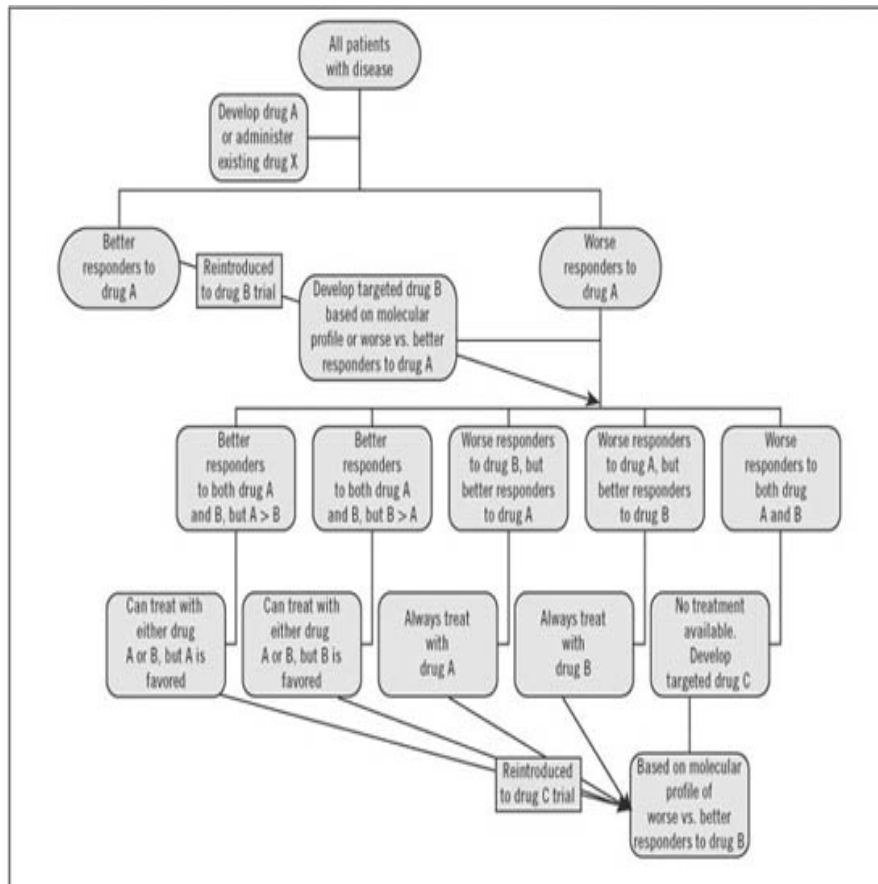 All patients
with disease
Develop drug A
or administer
existing drug X
Better
responders to
drug A
Reintroduced
to drug B trial
Develop targeted drug B
based on molecular
profile or worse vs. better
responders to drug A
Worse
responders to
drug A
Better
responders
to both drug A
and B, but A > B
Better
responders
to both drug A
and B, but B > A
Worse responders
to drug B, but
better responders
to drug A
Worse responders
to drug A, but
better responders
to drug B
Worse
responders to
both drug
A and B
Can treat with
either drug
A or B, but A is
favored
Can treat with
either drug
A or B, but B is
favored
Always treat
with
drug A
Always treat
with
drug B
No treatment
available.
Develop
targeted drug C
Reintroduced
to drug C trial
Based on molecular
profile of
worse vs. better
responders to drug B